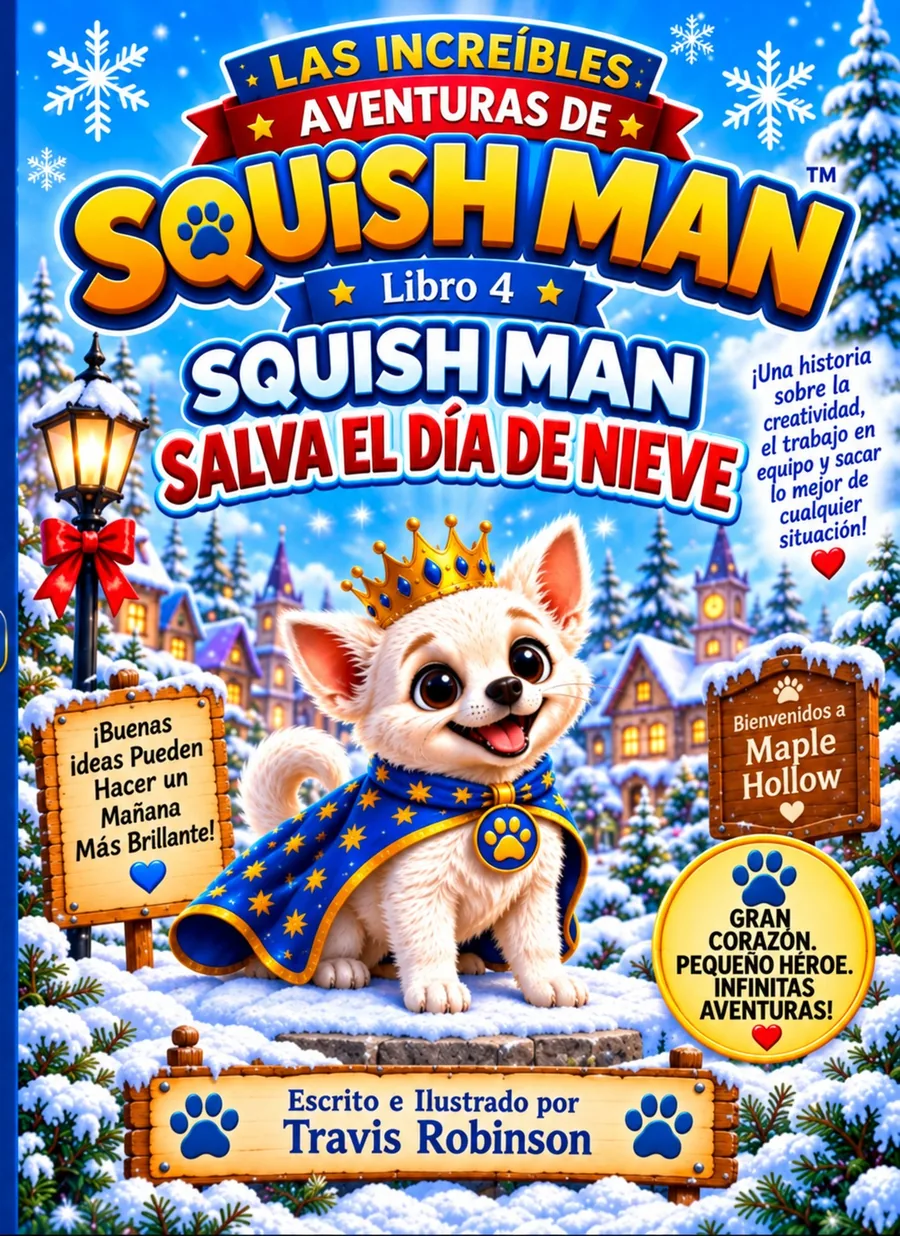 LAS INCREÍBLES
AVENTURAS DE
SQUiSH MAN™
Libro 4
SQUISH MAN
SALVA EL DÍA DE NIEVE
¡Una historia
sobre la
creatividad,
el trabajo en
equipo y sacar
lo mejor de
cualquier
situación!
¡Buenas
ideas Pueden
Hacer un
Mañana
Más Brillante!
Bienvenidos a
Maple
Hollow
GRAN
CORAZÓN.
PEQUEÑO HÉROE.
INFINITAS
AVENTURAS!
Escrito e Ilustrado por
Travis Robinson